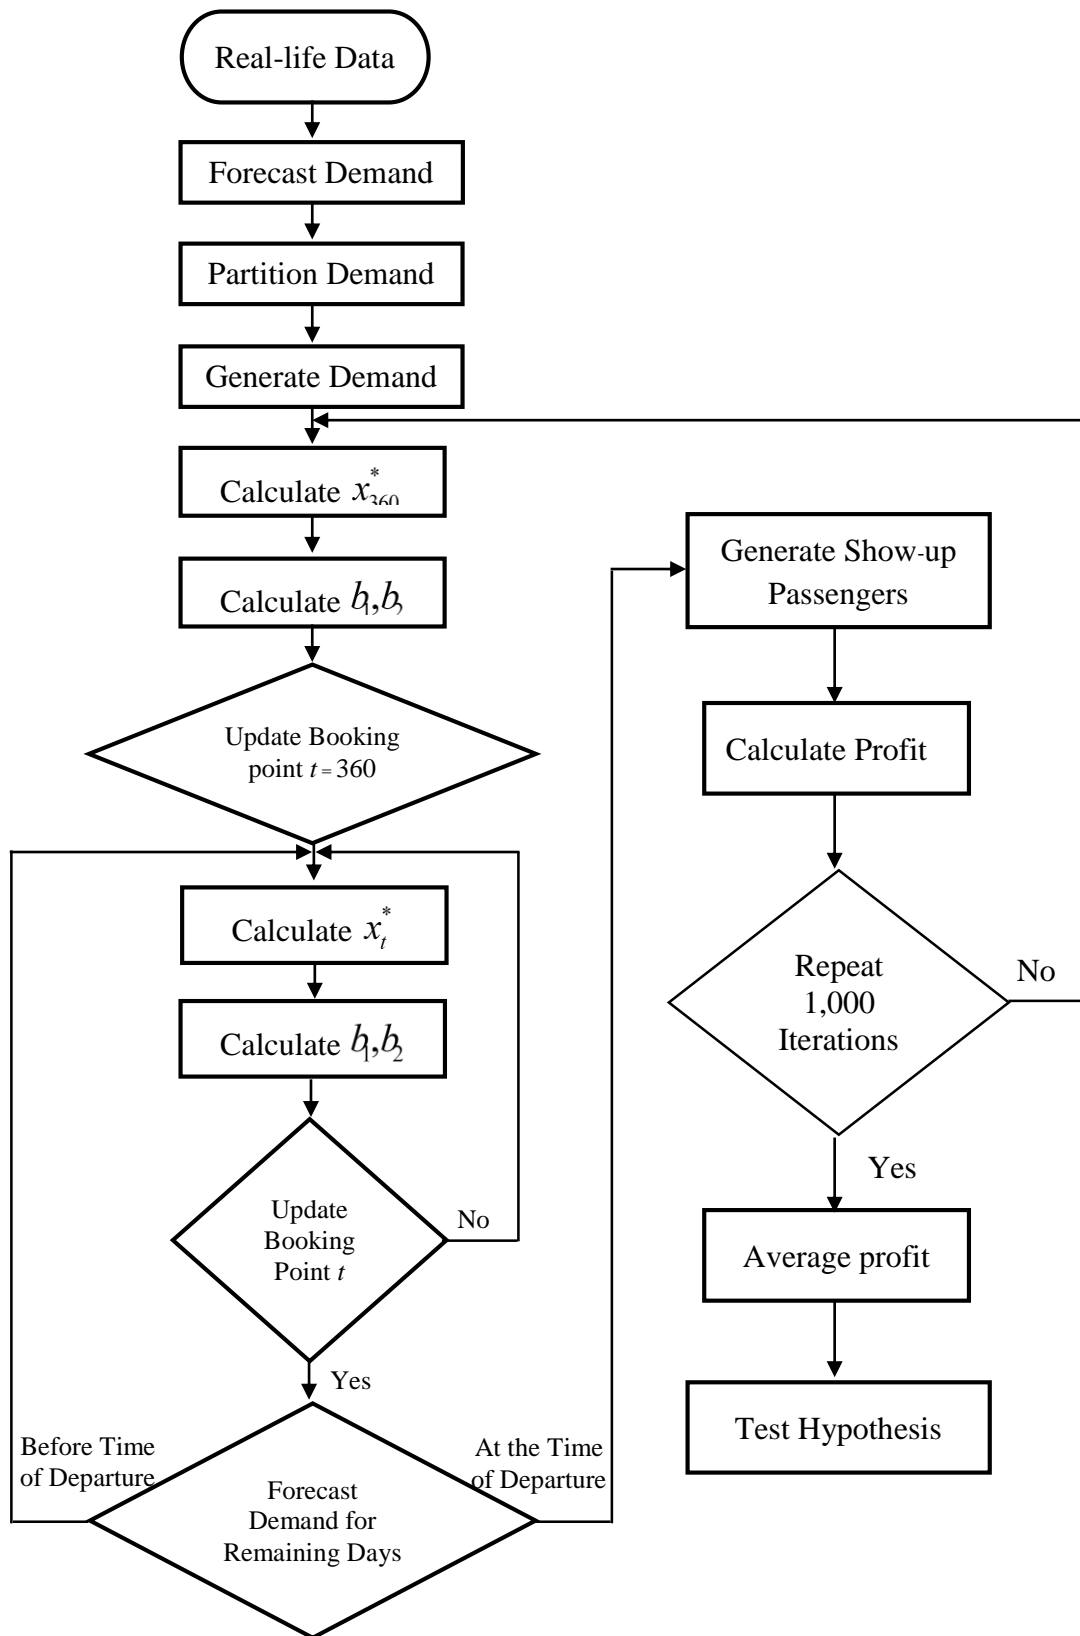 Real-life Data
Forecast Demand
Partition Demand
Generate Demand
Calculate x*360
Calculate b1,b2
Update Booking
point t = 360
Calculate x*t
Calculate b1,b2
Update
Booking
Point t
No
Yes
Before Time
of Departure
At the Time
of Departure
Forecast
Demand for
Remaining Days
Generate Show-up
Passengers
Calculate Profit
Repeat
1,000
Iterations
No
Yes
Average profit
Test Hypothesis